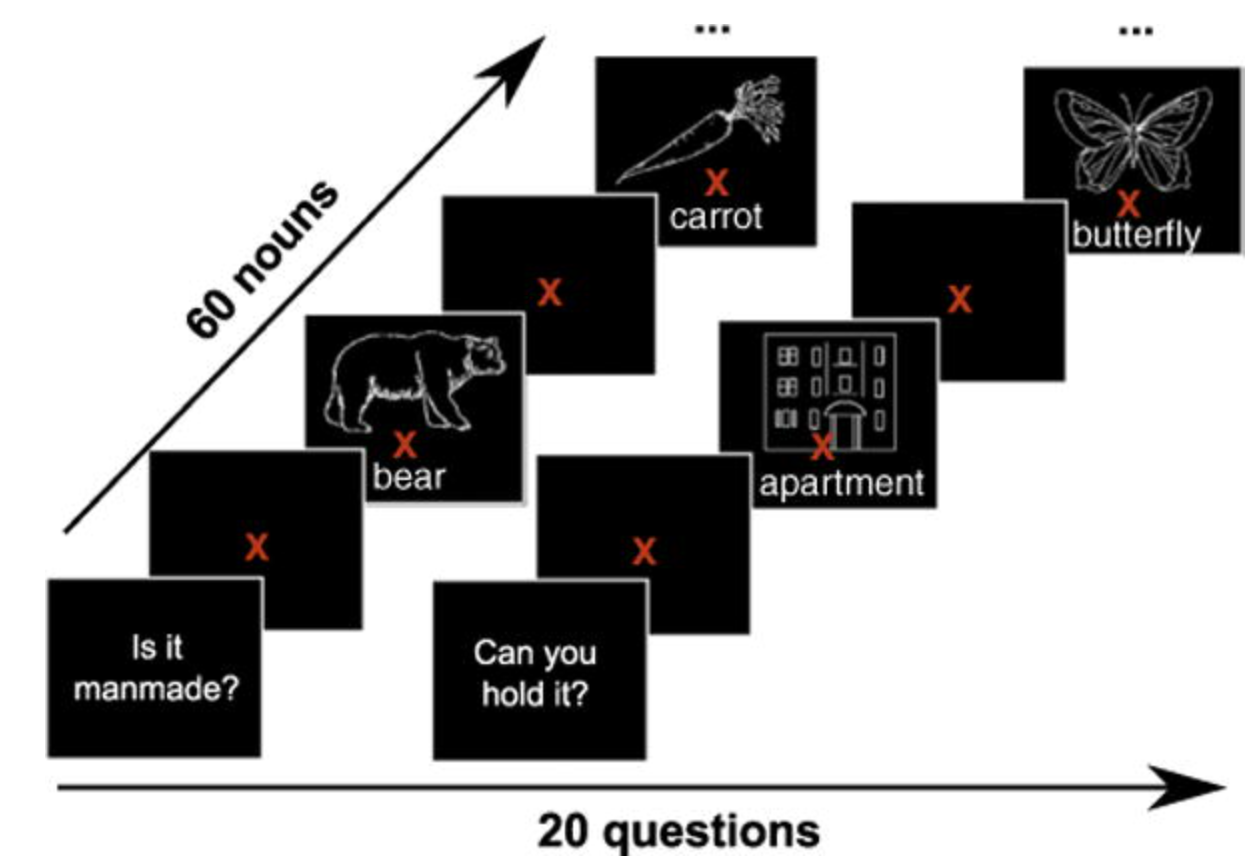 ...
...
60 nouns
X
carrot
X
butterfly
X
X
X
bear
X
apartment
X
X
Is it
manmade?
Can you
hold it?
20 questions